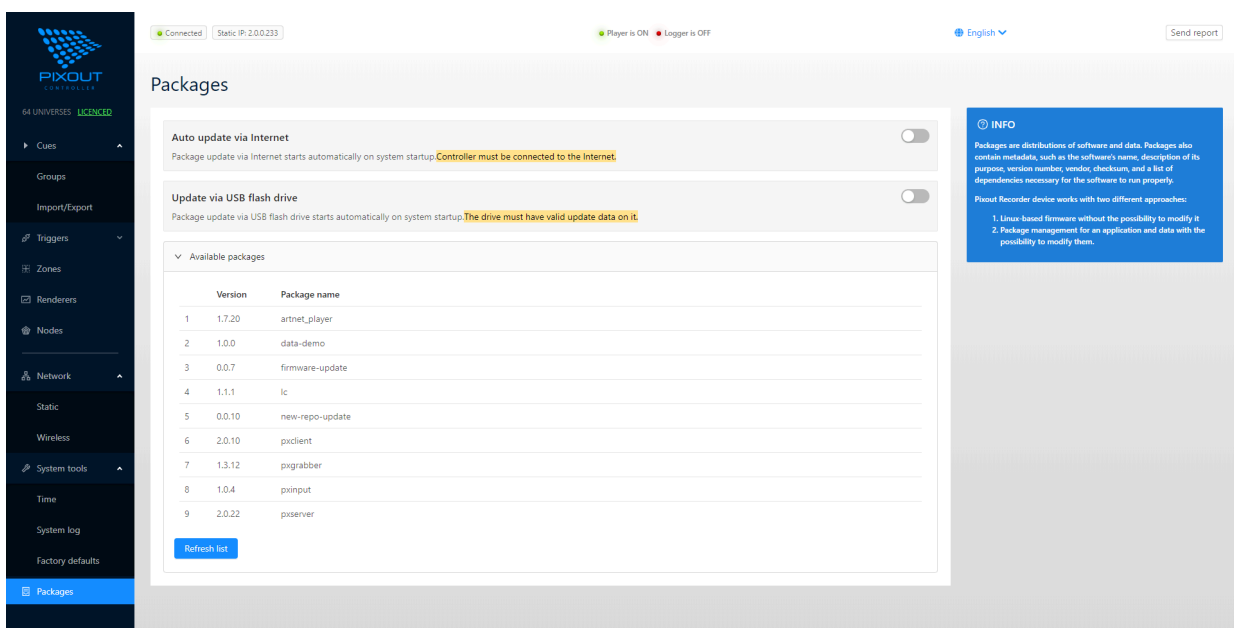 PIXOUT
CONTROLLER
64 UNIVERSES LICENCED
Cues
Groups
Import/Export
Triggers
Zones
Renderers
Nodes
Network
Static
Wireless
System tools
Time
System log
Factory defaults
Packages
Connected Static IP: 2.0.0.233 Player is ON Logger is OFF English Send report
Packages
Auto update via Internet
Package update via Internet starts automatically on system startup.Controller must be connected to the Internet.
Update via USB flash drive
Package update via USB flash drive starts automatically on system startup.The drive must have valid update data on it.
Available packages
Version Package name
1 1.7.20 artnet_player
2 1.0.0 data-demo
3 0.0.7 firmware-update
4 1.1.1 lc
5 0.0.10 new-repo-update
6 2.0.10 pxclient
7 1.3.12 pxgrabber
8 1.0.4 pxinput
9 2.0.22 pxserver
Refresh list
INFO
Packages are distributions of software and data. Packages also
contain metadata, such as the software's name, description of its
purpose, version number, vendor, checksum, and a list of
dependencies necessary for the software to run properly.
Pixout Recorder device works with two different approaches:
1. Linux-based firmware without the possibility to modify it
2. Package management for an application and data with the
possibility to modify them.